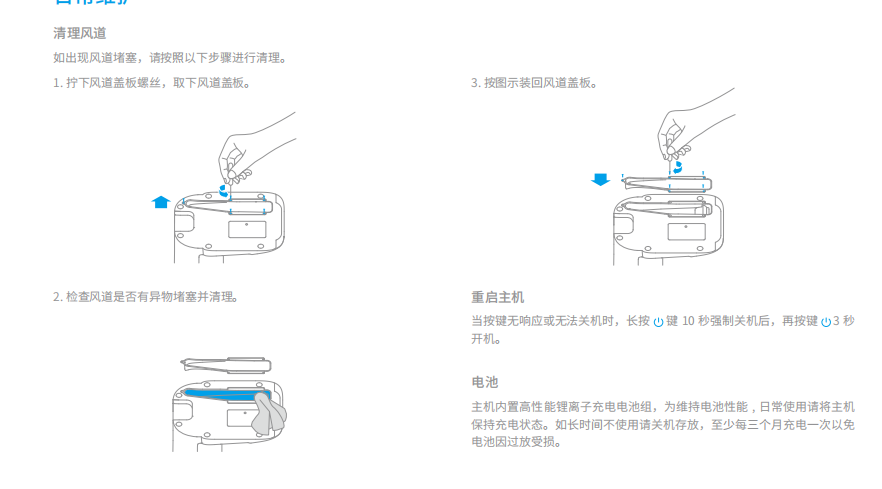 日常维护
清理风道
如出现风道堵塞，请按照以下步骤进行清理。
1. 拧下风道盖板螺丝，取下风道盖板。
2. 检查风道是否有异物堵塞并清理。
3. 按图示装回风道盖板。
重启主机
当按键无响应或无法关机时，长按 键 10 秒强制关机后，再按键 3 秒
开机。
电池
主机内置高性能锂离子充电电池组，为维持电池性能 , 日常使用请将主机
保持充电状态。如长时间不使用请关机存放，至少每三个月充电一次以免
电池因过放受损。